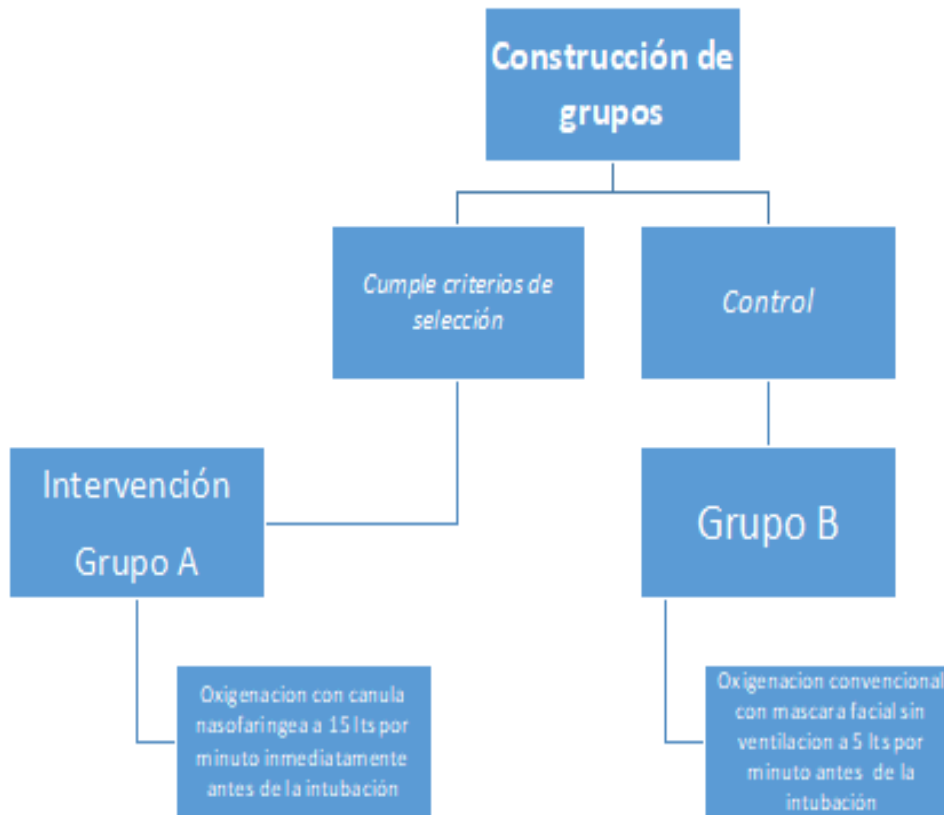 Construcción de
grupos
Cumple criterios de
selección
Control
Intervención
Grupo A
Grupo B
Oxigenacion con canula
nasofaringea a 15 lts por
minuto inmediatamente
antes de la intubación
Oxigenacion convencional
con mascara facial sin
ventilacion a 5 lts por
minuto antes de la
intubación